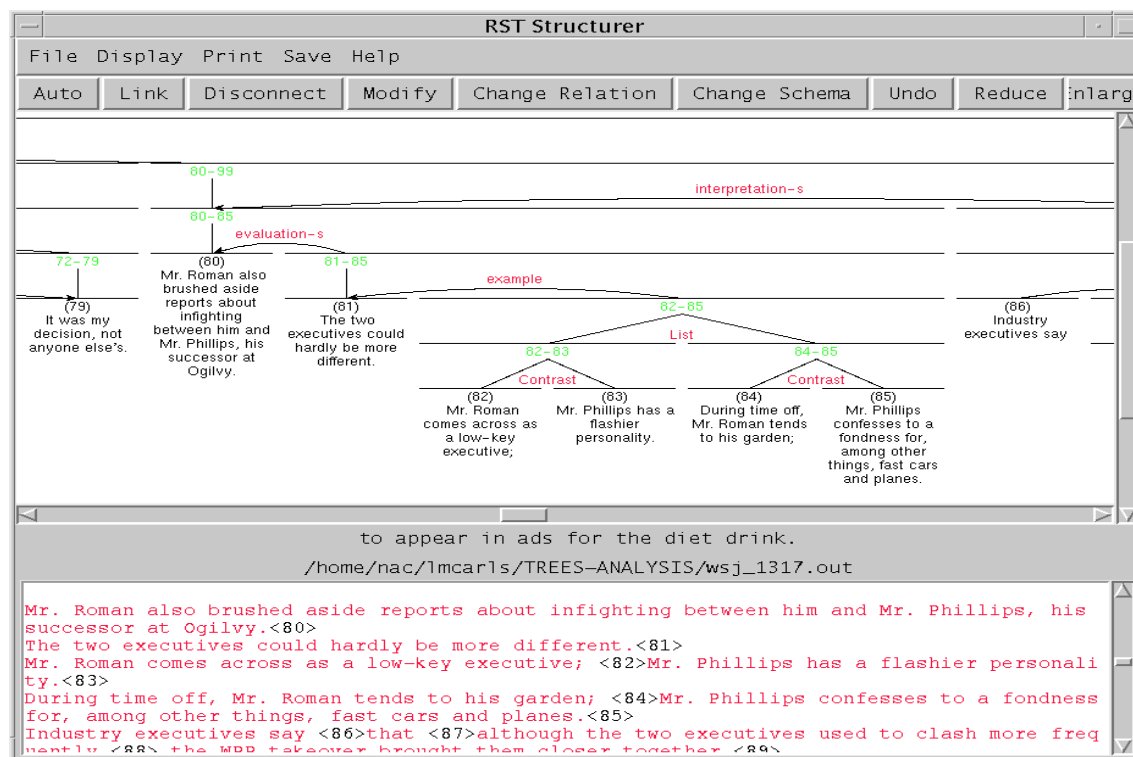 RST Structurer
File Display Print Save Help
Auto Link Disconnect Modify Change Relation Change Schema Undo Reduce Enlarg
80-99
interpretation-s
80-85
evaluation-s
72-79
(79)
It was my
decision, not
anyone else's.
(80)
Mr. Roman also
brushed aside
reports about
infighting
between him and
Mr. Phillips, his
successor at
Ogilvy.
81-85
(81)
The two
executives could
hardly be more
different.
example
82-85
List
82-83
84-85
Contrast
Contrast
(82)
Mr. Roman
comes across as
a low-key
executive;
(83)
Mr. Phillips has a
flashier
personality.
(84)
During time off,
Mr. Roman tends
to his garden;
(85)
Mr. Phillips
confesses to a
fondness for,
among other
things, fast cars
and planes.
(86)
Industry
executives say
to appear in ads for the diet drink.
/home/nac/lmcarls/TREES-ANALYSIS/wsj_1317.out
Mr. Roman also brushed aside reports about infighting between him and Mr. Phillips, his
successor at Ogilvy.<80>
The two executives could hardly be more different.<81>
Mr. Roman comes across as a low-key executive; <82>Mr. Phillips has a flashier personali
ty.<83>
During time off, Mr. Roman tends to his garden; <84>Mr. Phillips confesses to a fondness
for, among other things, fast cars and planes.<85>
Industry executives say <86>that <87>although the two executives used to clash more freq
uently,<88> the WPP takeover brought them closer together.<89>